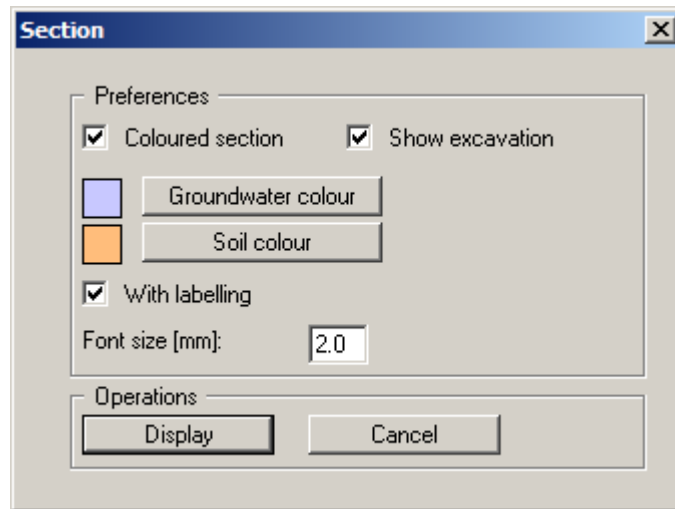 Section
Preferences
Coloured section Show excavation
Groundwater colour
Soil colour
With labelling
Font size [mm]: 2.0
Operations
Display Cancel